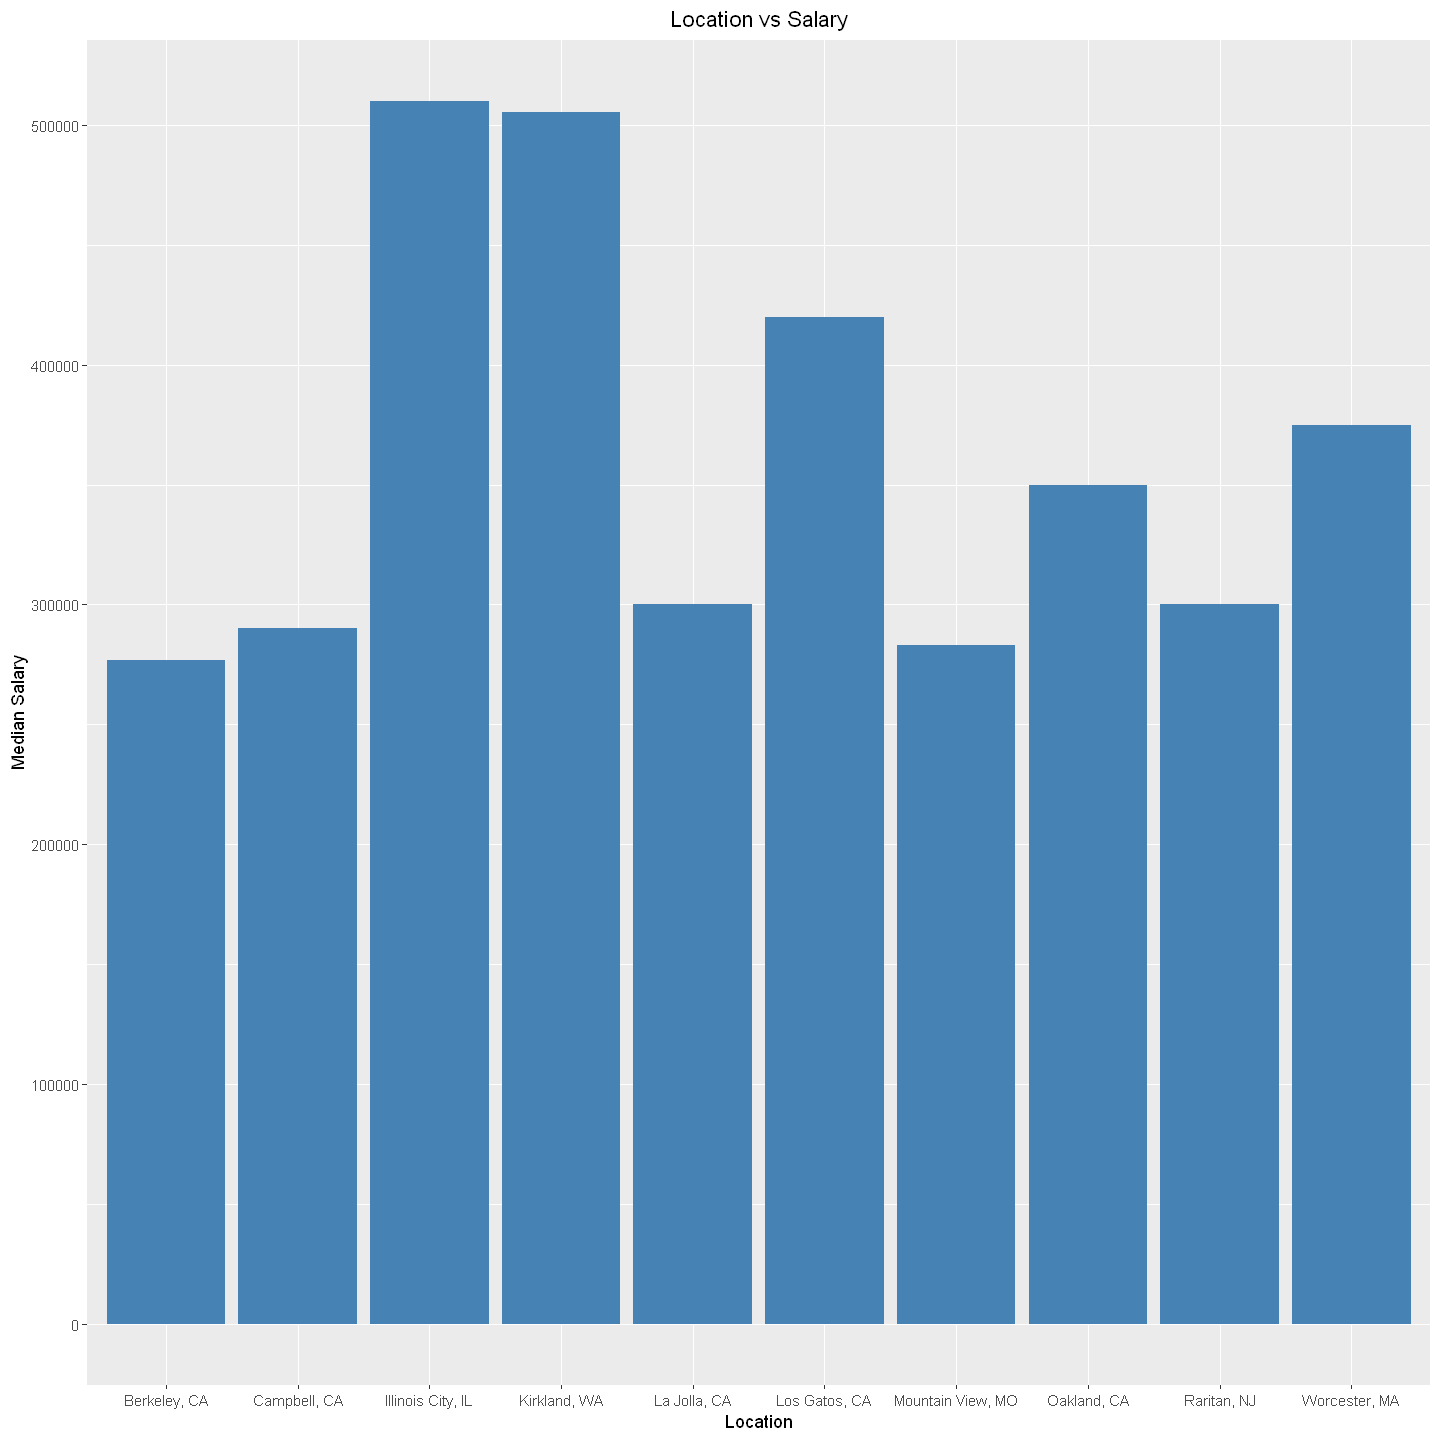 Location vs Salary
500000
400000
300000
200000
100000
0
Median Salary
Berkeley, CA
Campbell, CA
Illinois City, IL
Kirkland, WA
La Jolla, CA
Los Gatos, CA
Mountain View, MO
Oakland, CA
Raritan, NJ
Worcester, MA
Location